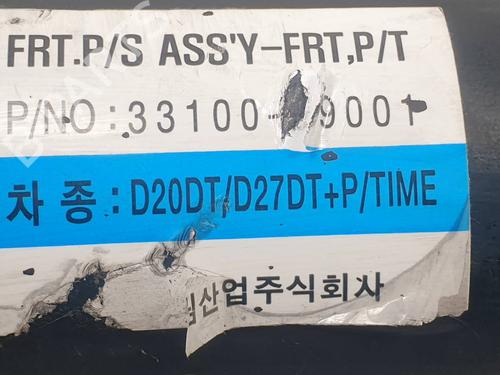 FRT.P/S ASS'Y-FRT,P/T
P/NO : 33100- 9001
차 종 : D20DT/D27DT+P/TIME
산업주식회사